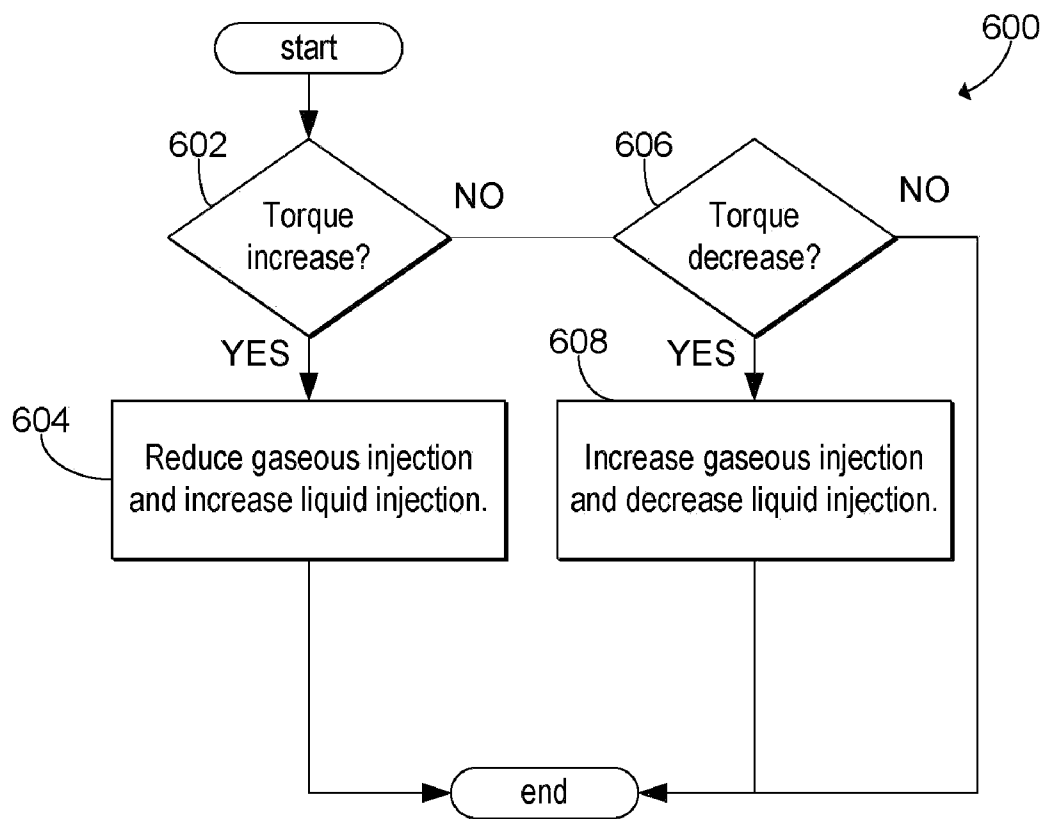 600
start
602
Torque
increase?
NO
606
Torque
decrease?
NO
YES
604
Reduce gaseous injection
and increase liquid injection.
YES
608
Increase gaseous injection
and decrease liquid injection.
end